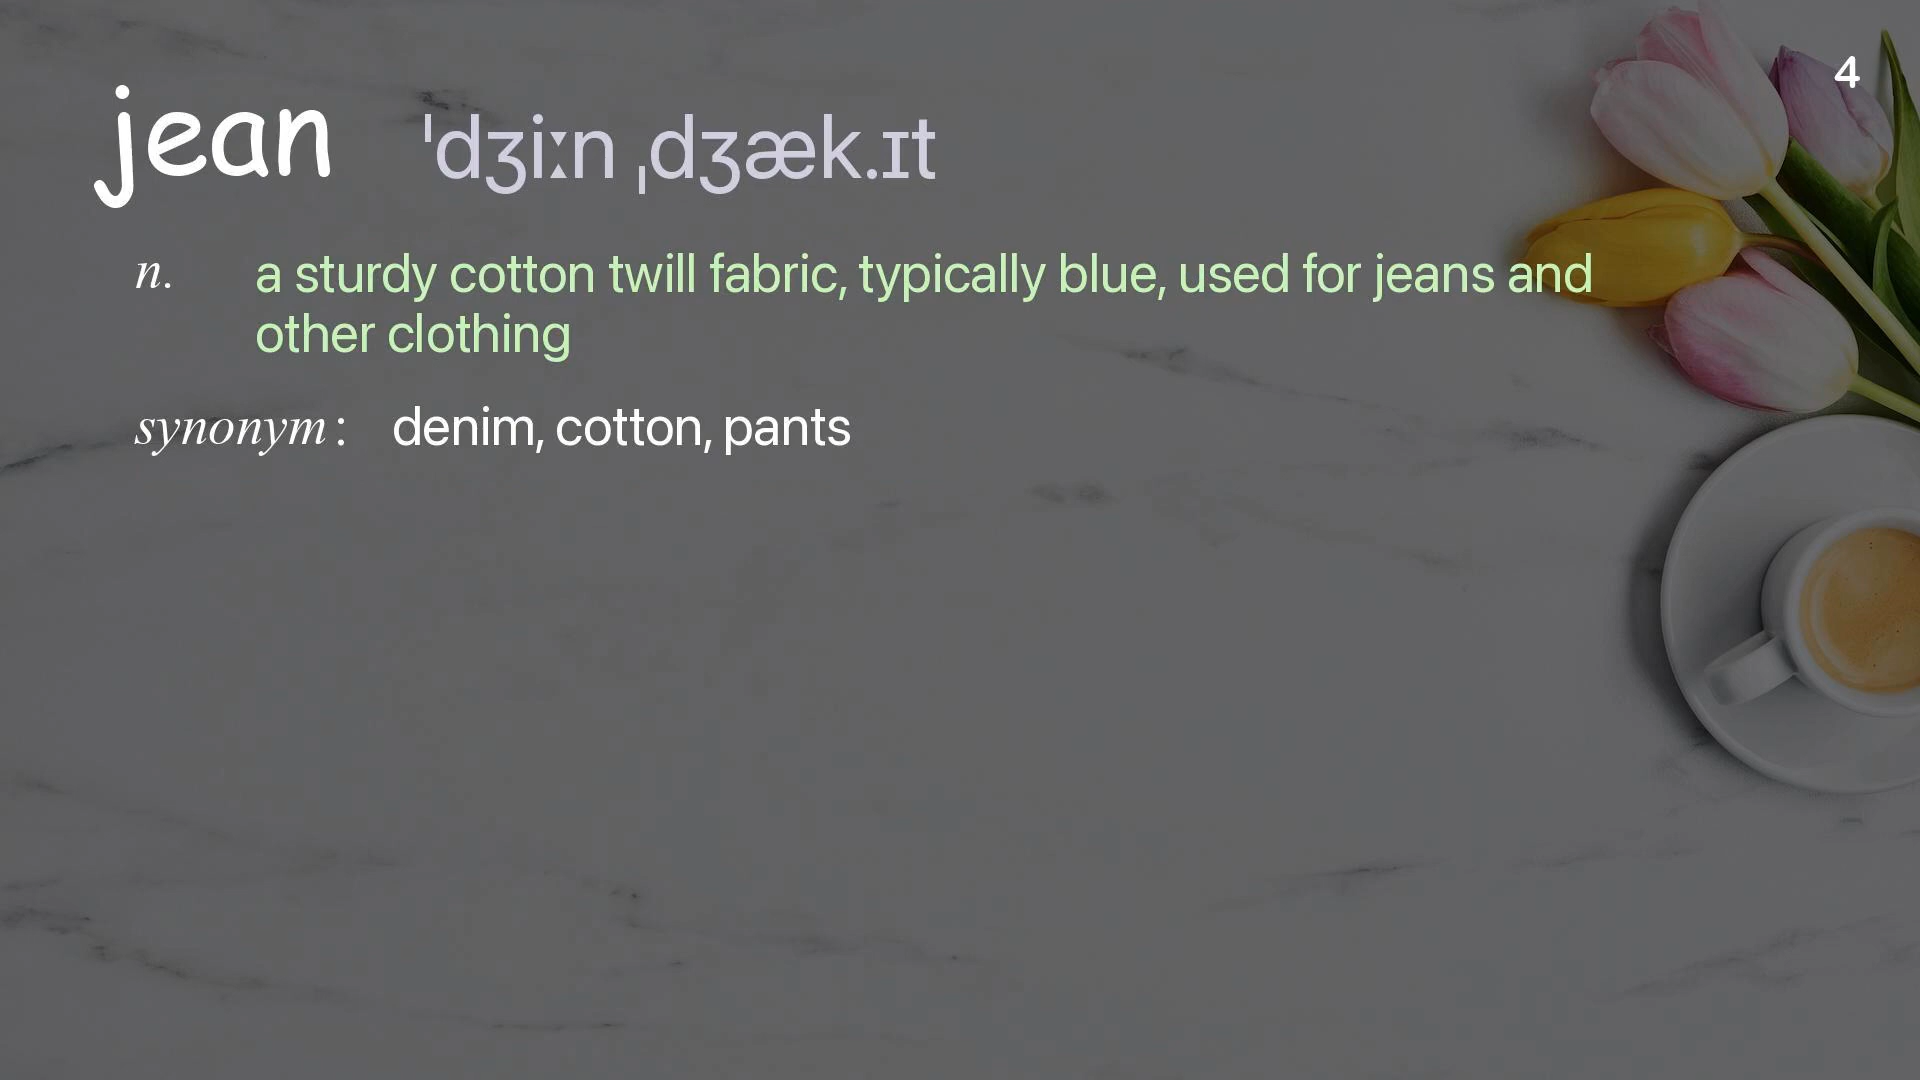 4
jean ˈdʒiːn ˌdʒæk.ɪt
n. a sturdy cotton twill fabric, typically blue, used for jeans and
other clothing
synonym: denim, cotton, pants